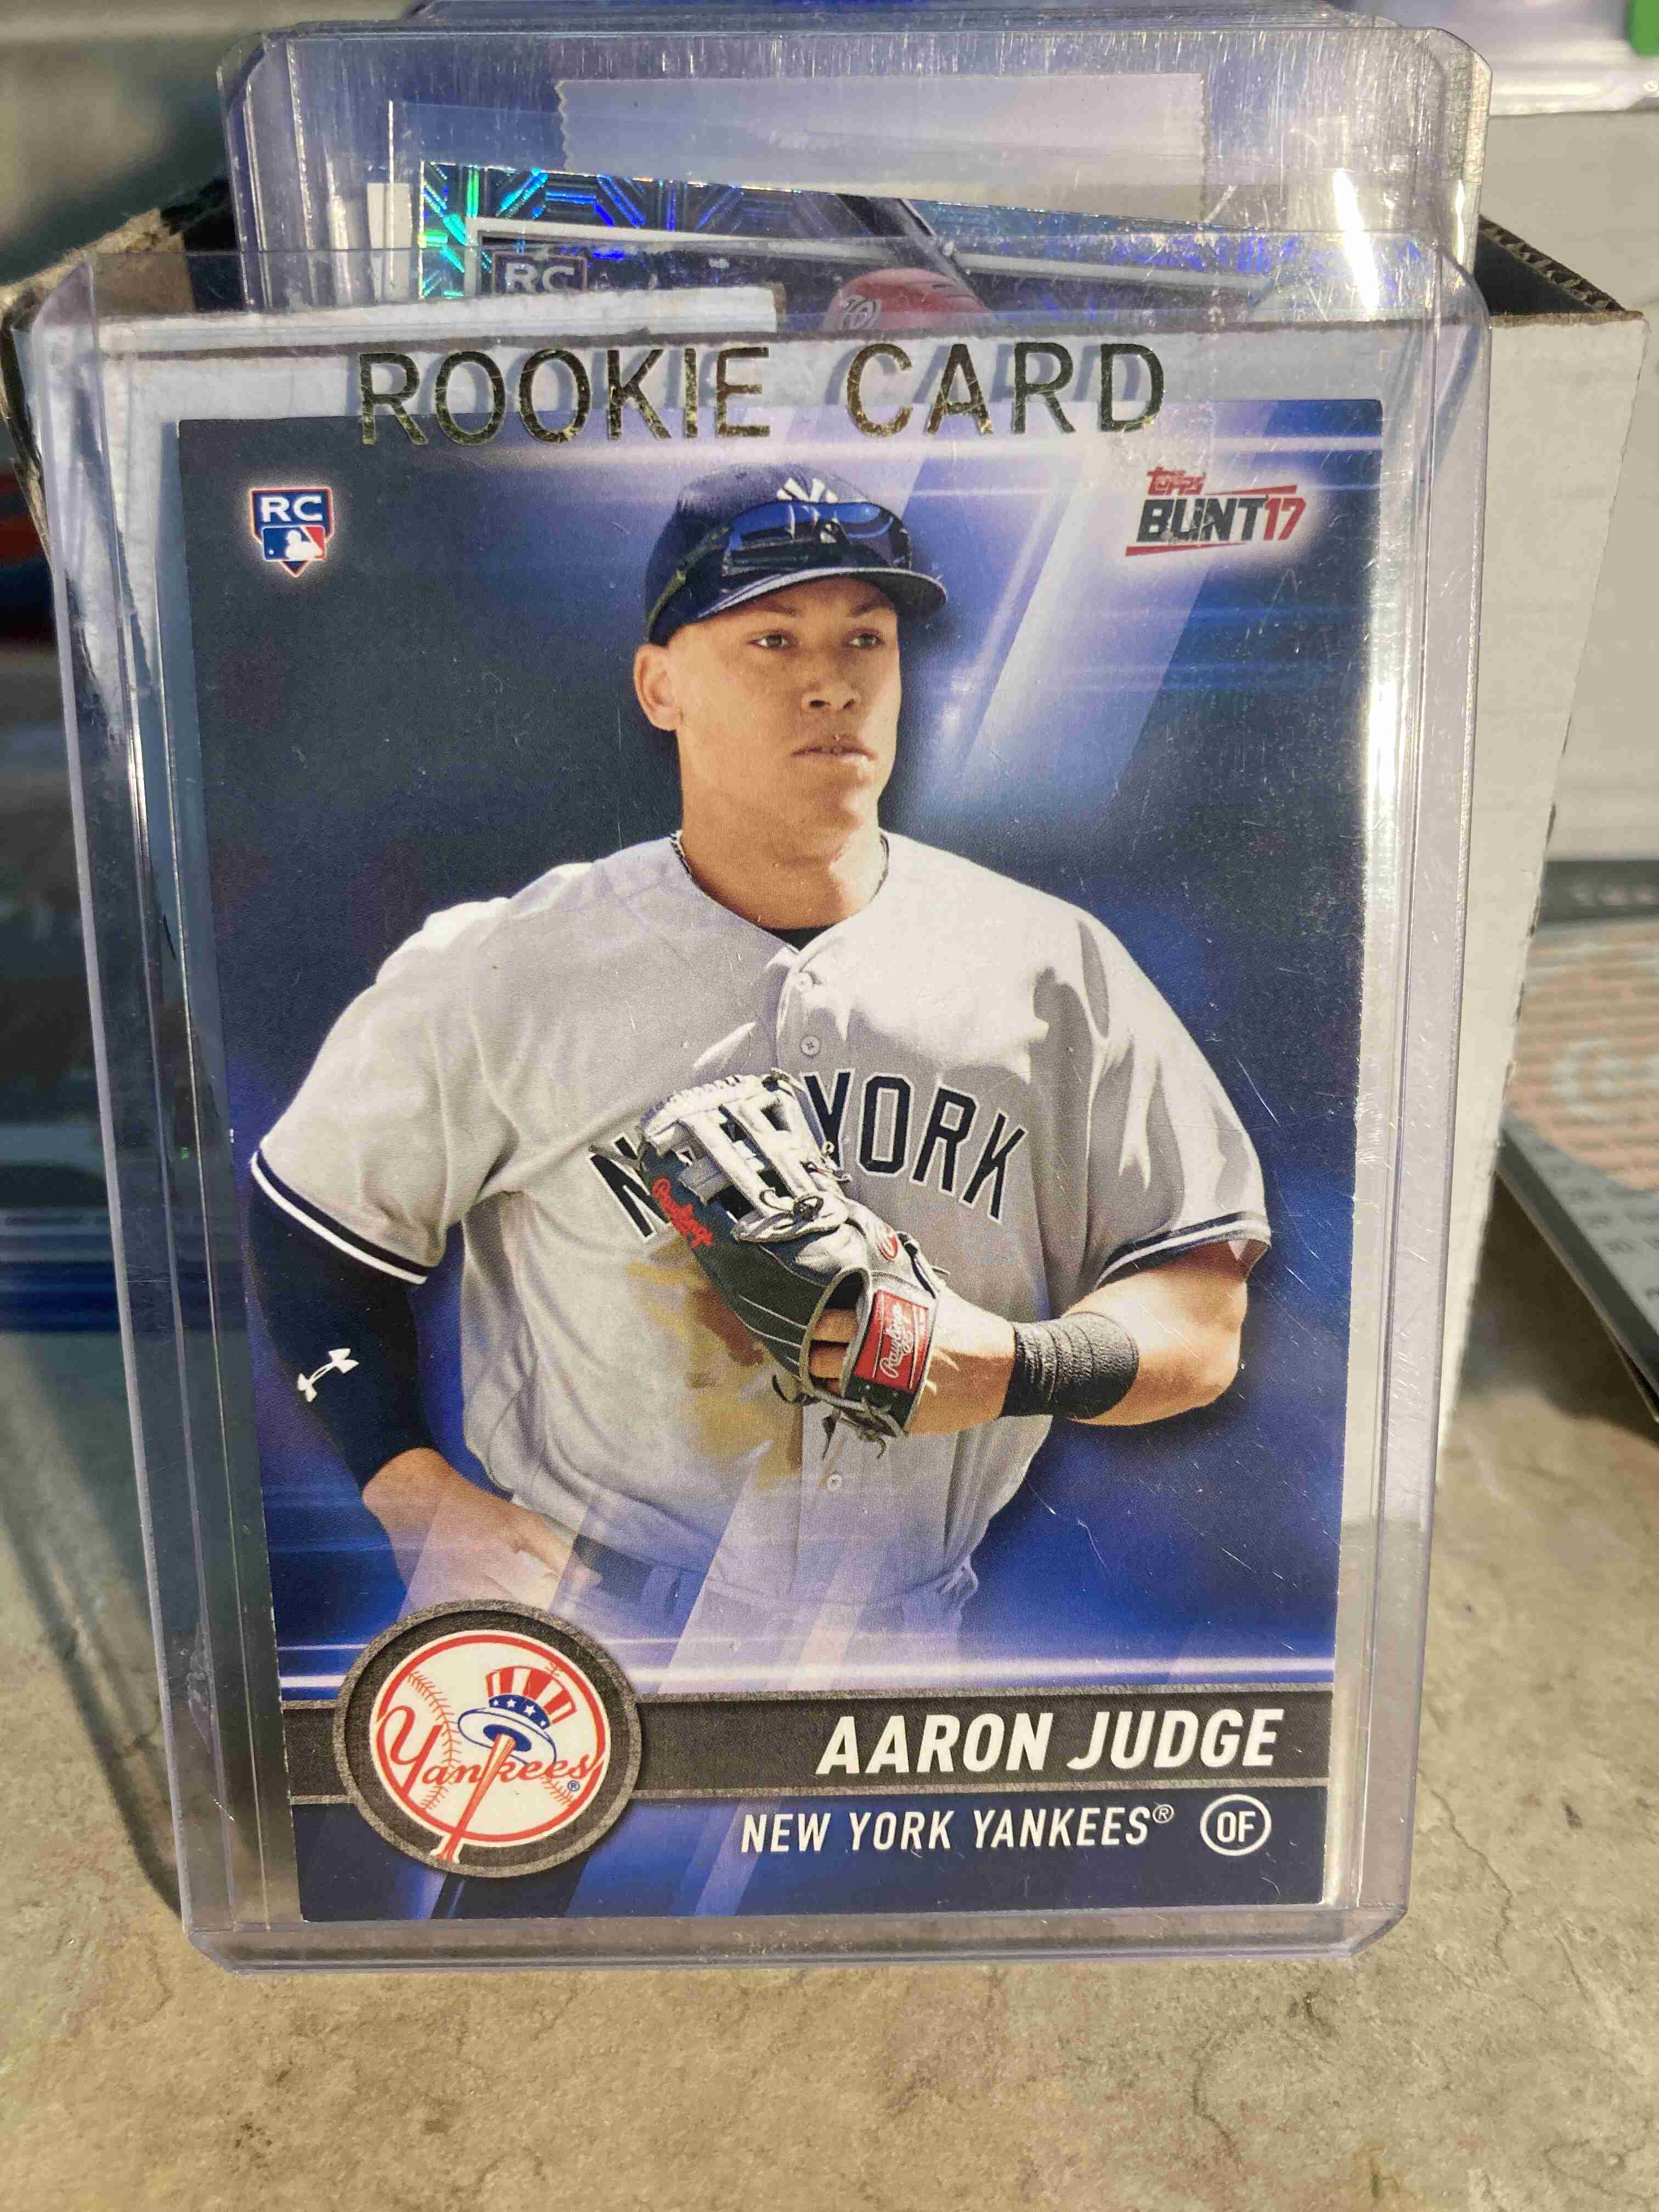 RC
ROOKIE CARD
RC
TOPPS
BUNT17
NEW YORK
Rawlings
Rawlings
Yankees®
AARON JUDGE
NEW YORK YANKEES® OF